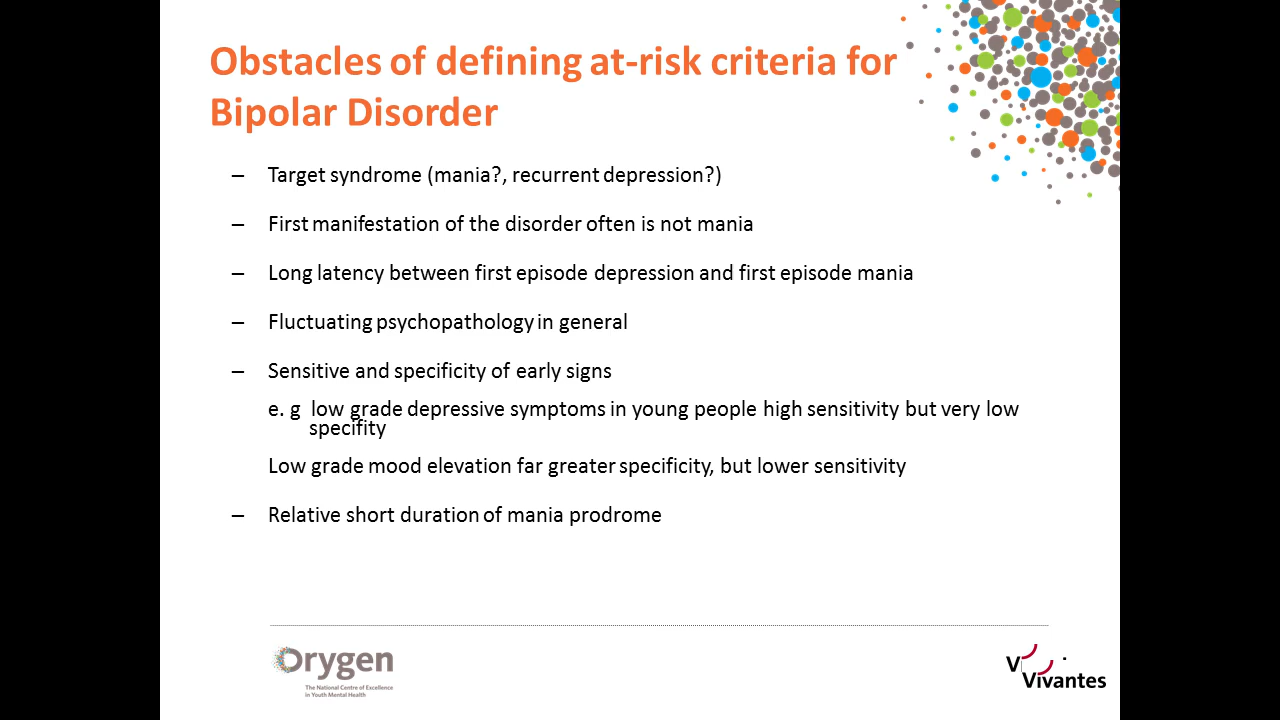 Obstacles of defining at-risk criteria for
Bipolar Disorder
– Target syndrome (mania?, recurrent depression?)
– First manifestation of the disorder often is not mania
– Long latency between first episode depression and first episode mania
– Fluctuating psychopathology in general
– Sensitive and specificity of early signs
e. g low grade depressive symptoms in young people high sensitivity but very low
specifity
Low grade mood elevation far greater specificity, but lower sensitivity
– Relative short duration of mania prodrome
Orygen
The National Centre of Excellence
in Youth Mental Health
V
Vivantes